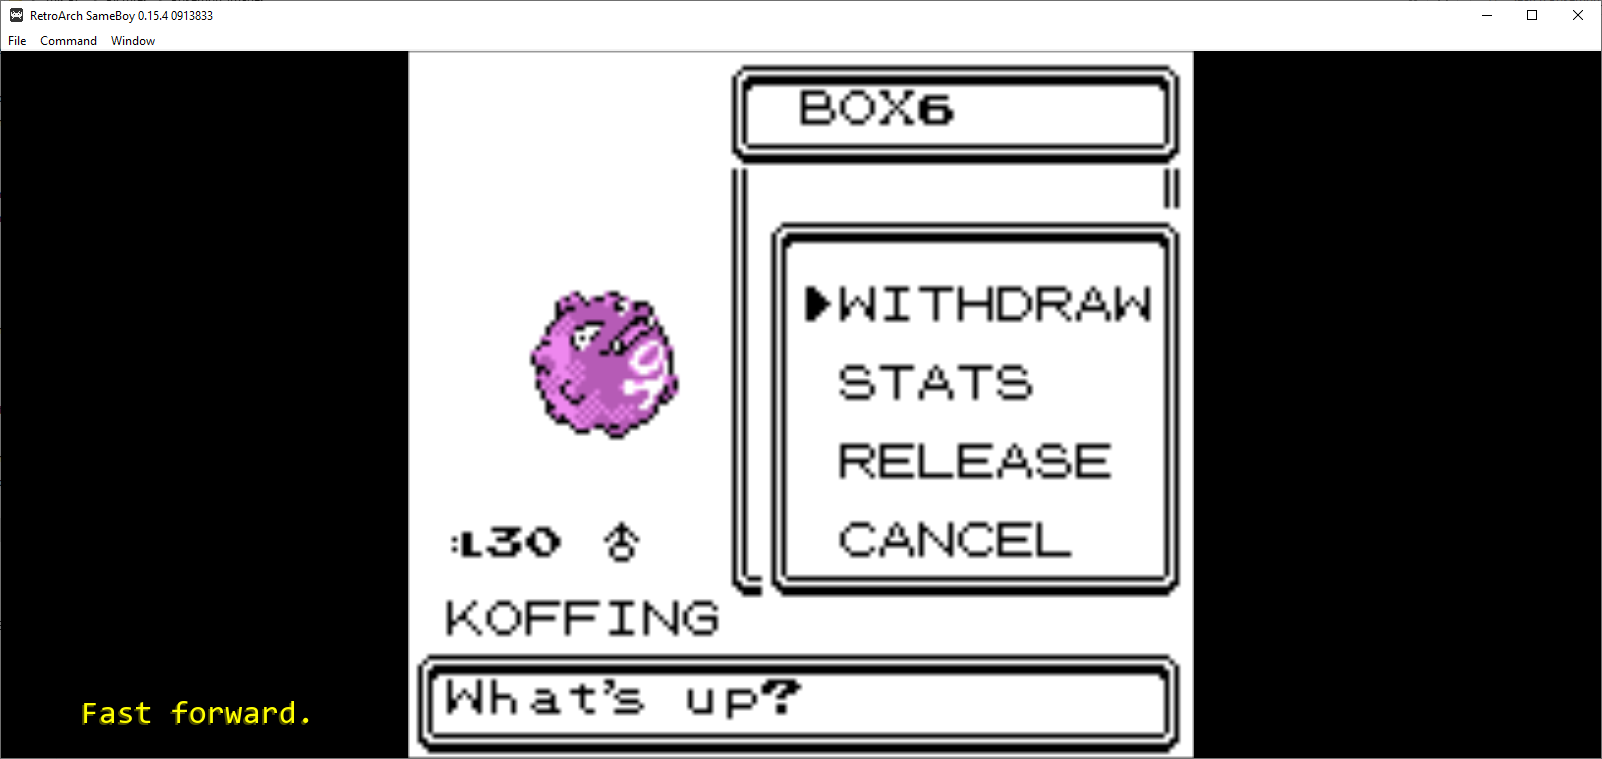 RetroArch SameBoy 0.15.4 0913833
File Command Window
BOX6
▶WITHDRAW
STATS
RELEASE
CANCEL
:L30 ♂
KOFFING
What's up?
Fast forward.